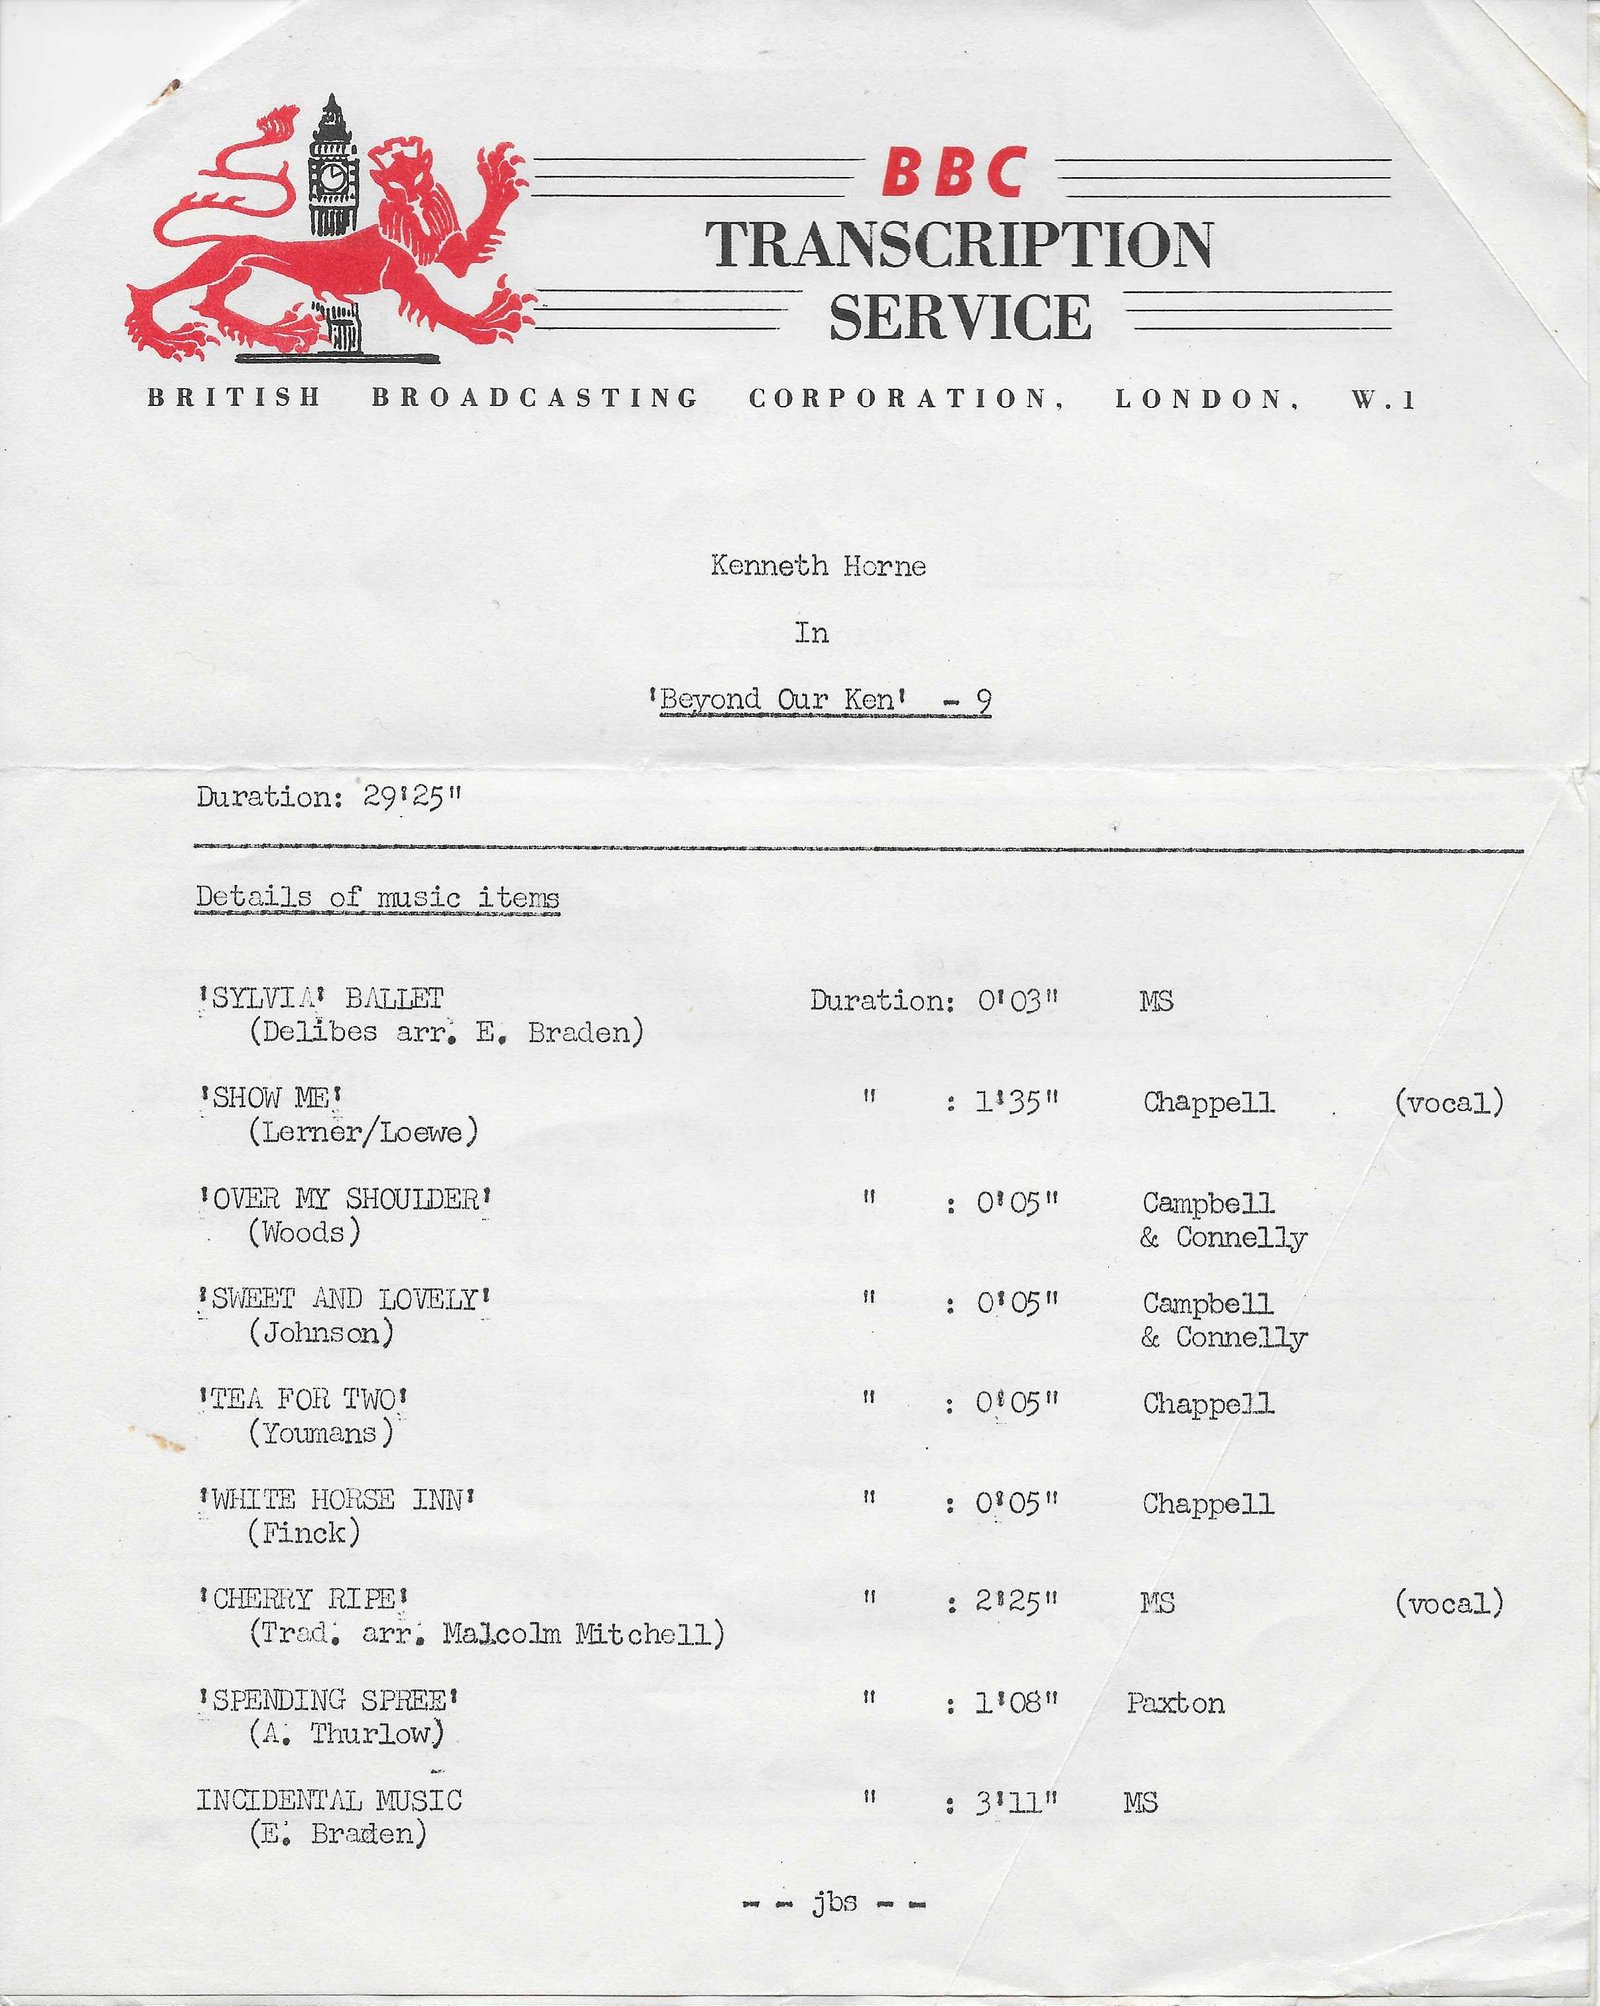 BBC
TRANSCRIPTION
SERVICE
BRITISH BROADCASTING CORPORATION, LONDON, W.1
Kenneth Horne
In
'Beyond Our Ken' - 9
Duration: 29'25"
Details of music items
'SYLVIA' BALLET Duration: 0'03" MS
(Delibes arr. E. Braden)
'SHOW ME' " : 1'35" Chappell (vocal)
(Lerner/Loewe)
'OVER MY SHOULDER' " : 0'05" Campbell
(Woods) & Connelly
'SWEET AND LOVELY' " : 0'05" Campbell
(Johnson) & Connelly
'TEA FOR TWO' " : 0'05" Chappell
(Youmans)
'WHITE HORSE INN' " : 0'05" Chappell
(Finck)
'CHERRY RIPE' " : 2'25" MS (vocal)
(Trad. arr. Malcolm Mitchell)
'SPENDING SPREE' " : 1'08" Paxton
(A. Thurlow)
INCIDENTAL MUSIC " : 3'11" MS
(E. Braden)
- - jbs - -